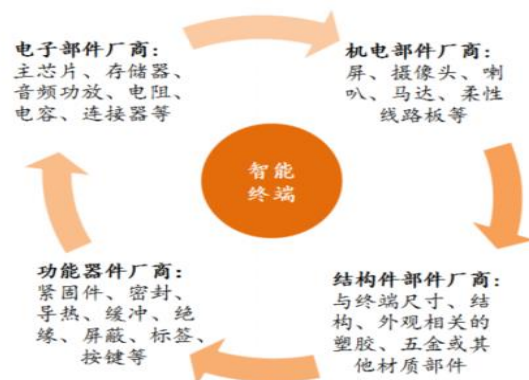 电子部件厂商：
主芯片、存储器、
音频功放、电阻、
电容、连接器等
机电部件厂商：
屏、摄像头、喇
叭、马达、柔性
线路板等
智能
终端
功能器件厂商：
紧固件、密封、
导热、缓冲、绝
缘、屏蔽、标签、
按键等
结构件部件厂商：
与终端尺寸、结
构、外观相关的
塑胶、五金或其
他材质部件